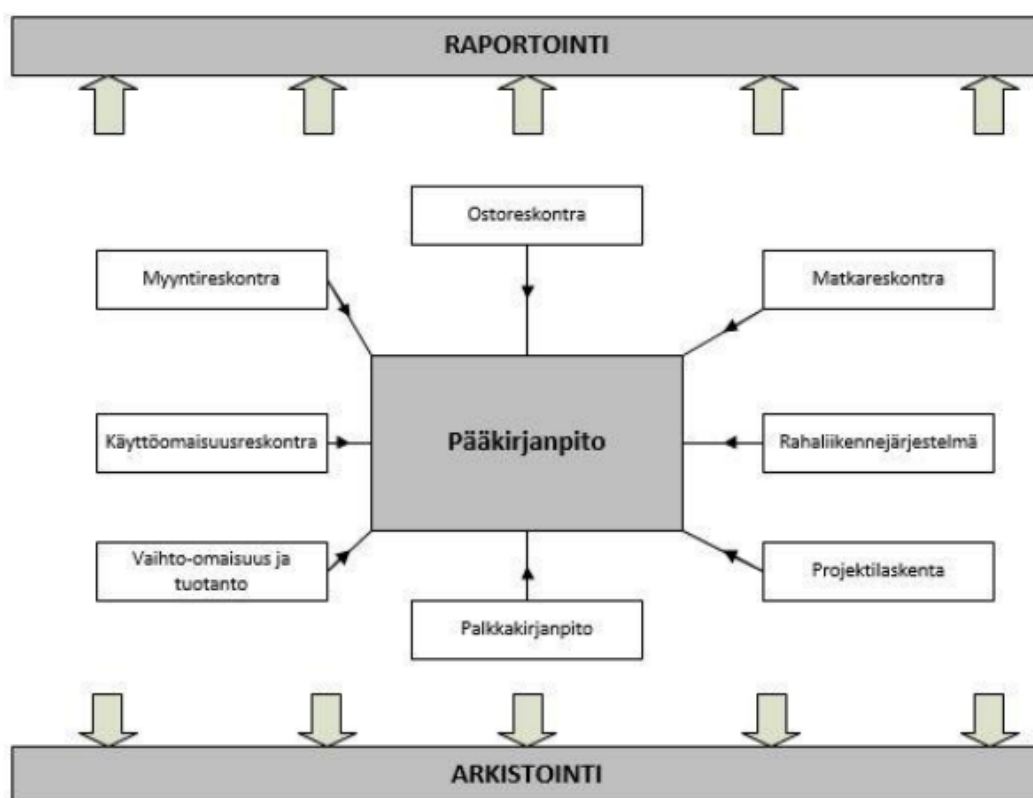 RAPORTOINTI
Ostoreskontra
Myyntireskontra
Matkareskontra
Käyttöomaisuusreskontra
Pääkirjanpito
Rahaliikennejärjestelmä
Vaihto-omaisuus ja
tuotanto
Projektilaskenta
Palkkakirjanpito
ARKISTOINTI